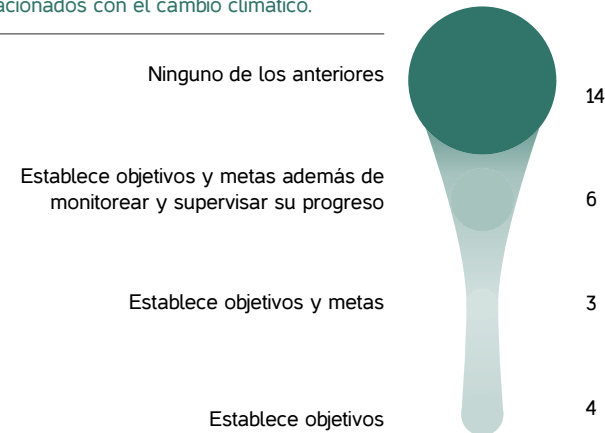 con el cambio climático.
Ninguno de los anteriores
14
Establece objetivos y metas además de
monitorear y supervisar su progreso
6
Establece objetivos y metas
3
Establece objetivos
4